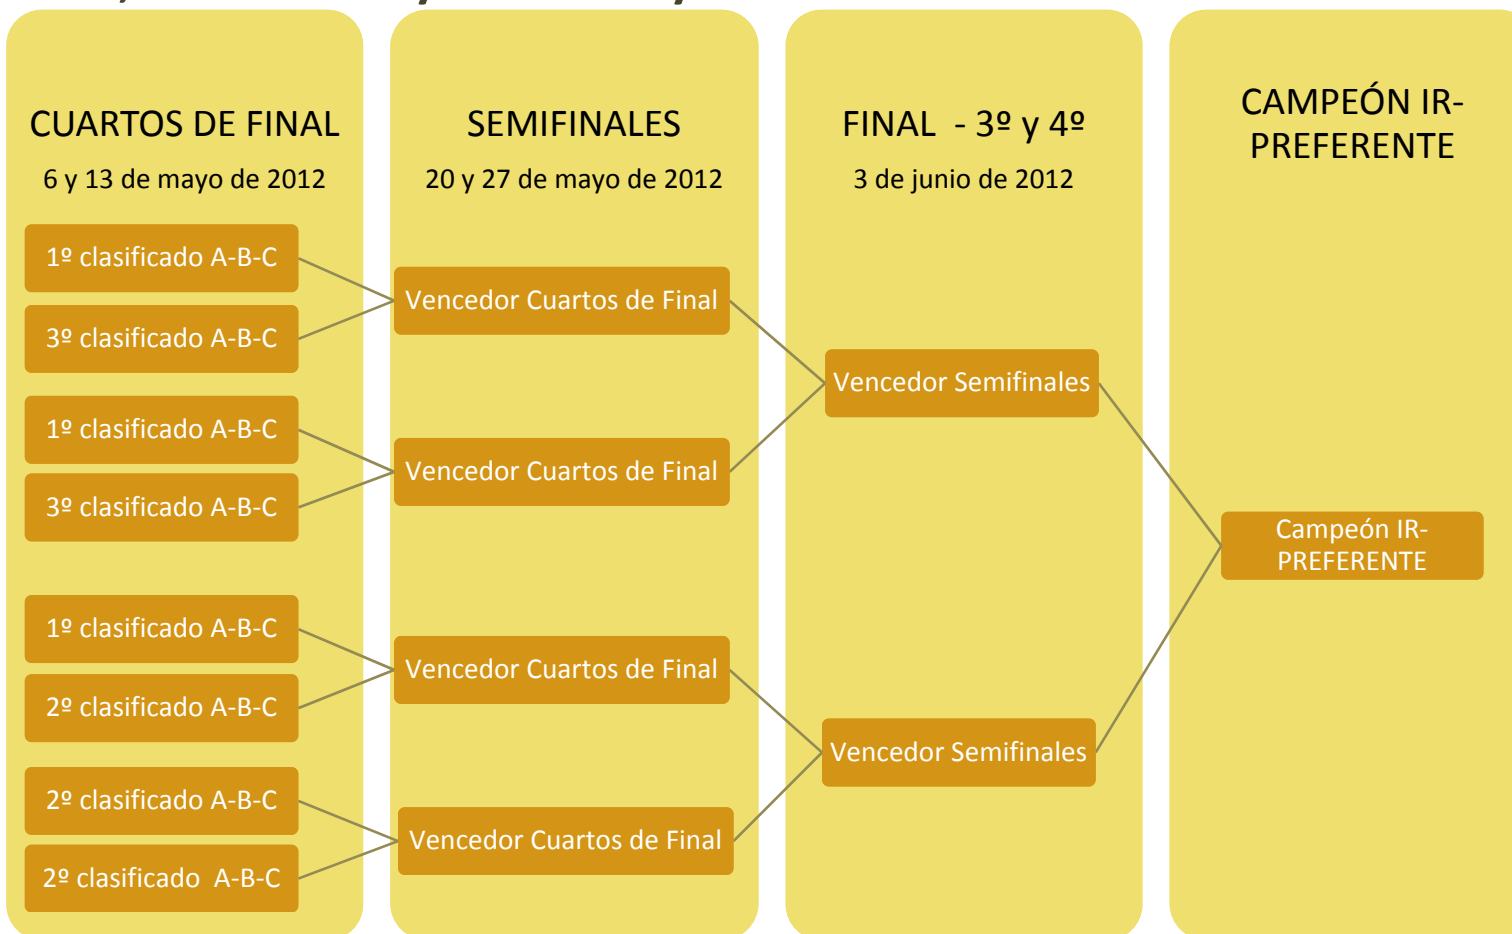 CUARTOS DE FINAL
6 y 13 de mayo de 2012
1º clasificado A-B-C
3º clasificado A-B-C
1º clasificado A-B-C
3º clasificado A-B-C
1º clasificado A-B-C
2º clasificado A-B-C
2º clasificado A-B-C
2º clasificado  A-B-C
SEMIFINALES
20 y 27 de mayo de 2012
Vencedor Cuartos de Final
Vencedor Cuartos de Final
Vencedor Cuartos de Final
Vencedor Cuartos de Final
FINAL  - 3º y 4º
3 de junio de 2012
Vencedor Semifinales
Vencedor Semifinales
CAMPEÓN IR-
PREFERENTE
Campeón IR-
PREFERENTE